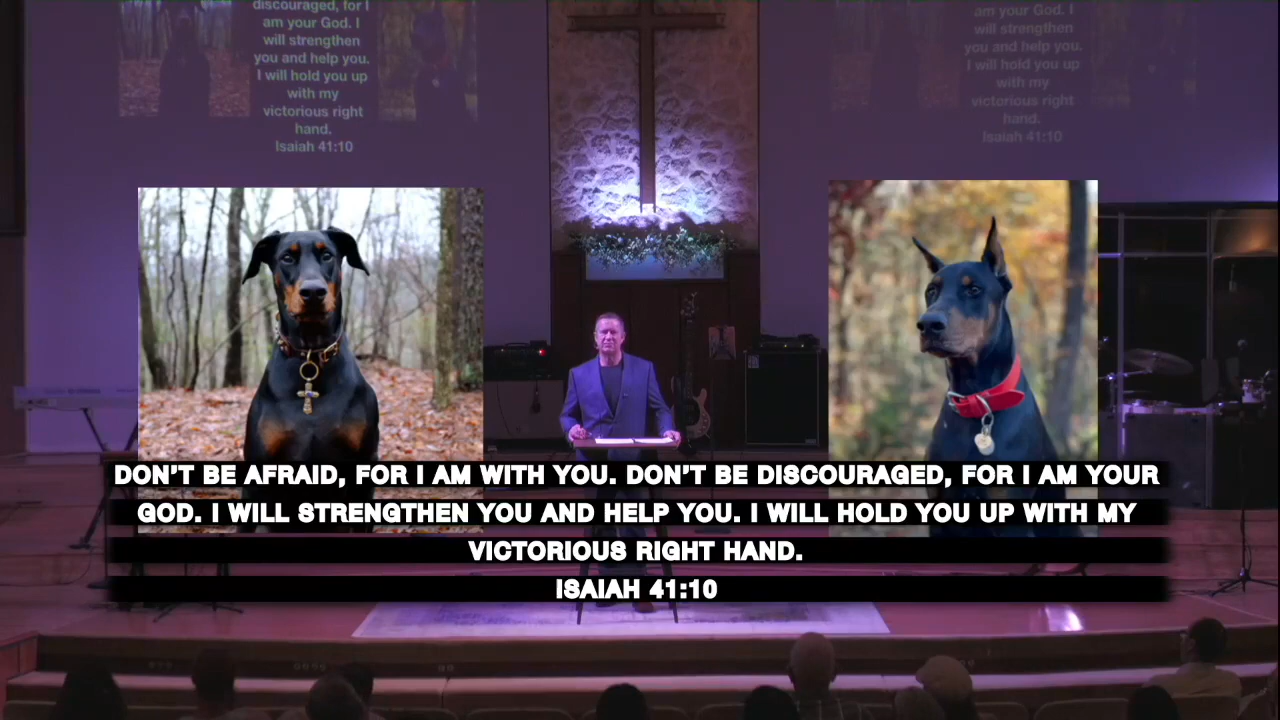 discouraged, for I
am your God. I
will strengthen
you and help you.
I will hold you up
with my
victorious right
hand.
Isaiah 41:10
am your God. I
will strengthen
you and help you.
I will hold you up
with my
victorious right
hand.
Isaiah 41:10
DON'T BE AFRAID, FOR I AM WITH YOU. DON'T BE DISCOURAGED, FOR I AM YOUR
GOD. I WILL STRENGTHEN YOU AND HELP YOU. I WILL HOLD YOU UP WITH MY
VICTORIOUS RIGHT HAND.
ISAIAH 41:10